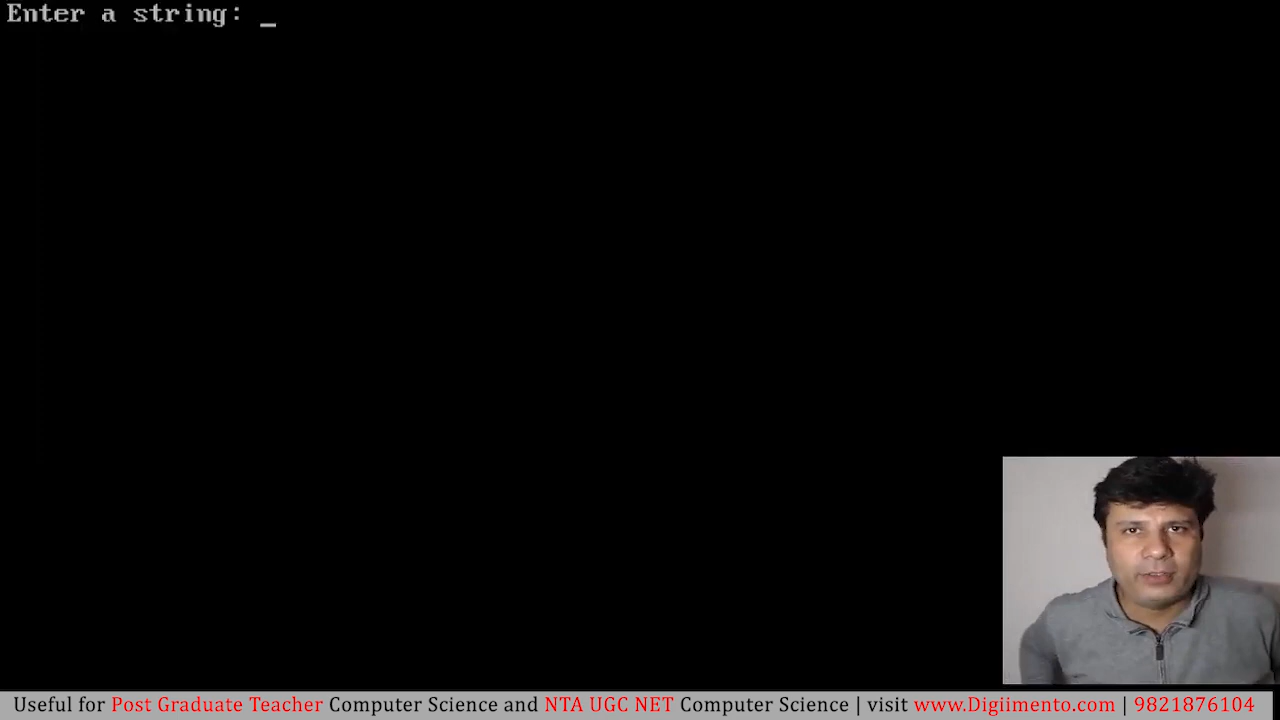 Enter a string: _
Useful for Post Graduate Teacher Computer Science and NTA UGC NET Computer Science | visit www.Digiimento.com | 9821876104